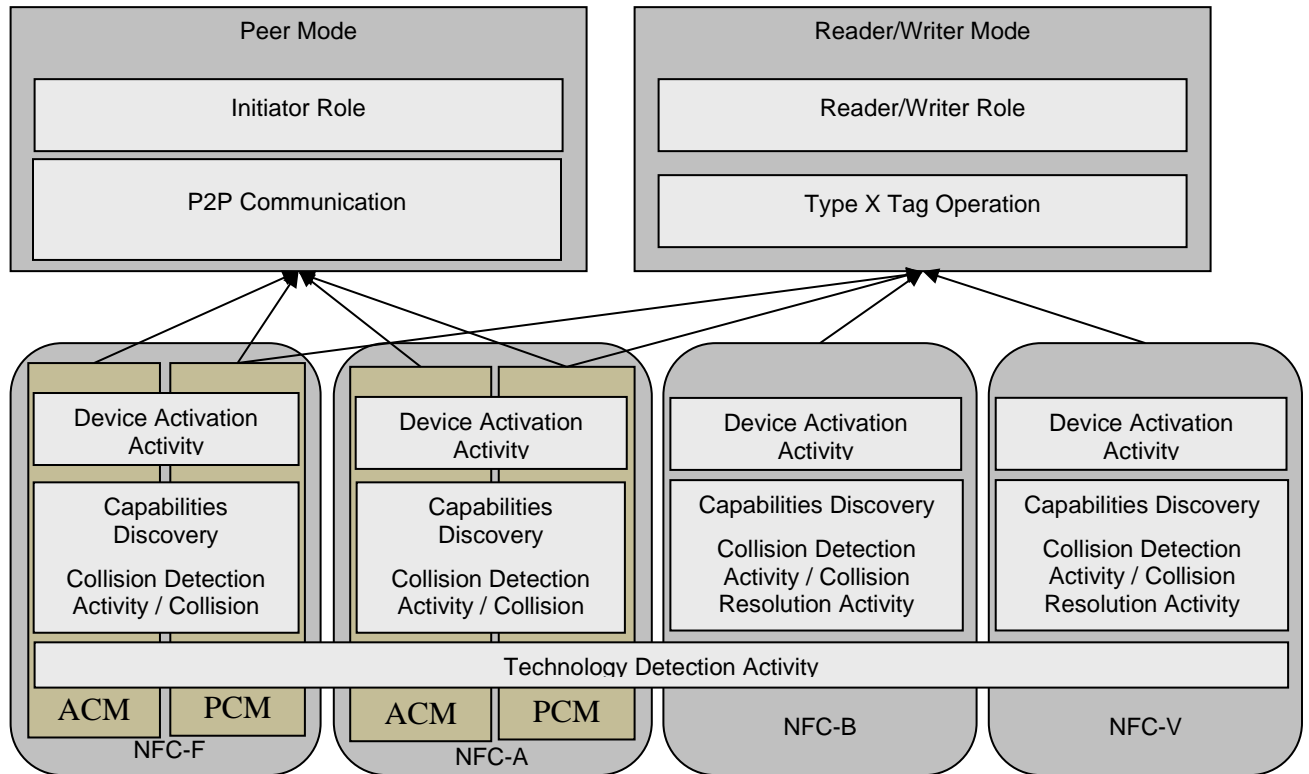 Peer Mode
Initiator Role
P2P Communication
Reader/Writer Mode
Reader/Writer Role
Type X Tag Operation
Device Activation
Activity
Capabilities
Discovery
Collision Detection
Activity / Collision
Device Activation
Activity
Capabilities
Discovery
Collision Detection
Activity / Collision
Device Activation
Activity
Capabilities Discovery
Collision Detection
Activity / Collision
Resolution Activity
Device Activation
Activity
Capabilities Discovery
Collision Detection
Activity / Collision
Resolution Activity
Technology Detection Activity
ACM
PCM
NFC-F
ACM
PCM
NFC-A
NFC-B
NFC-V